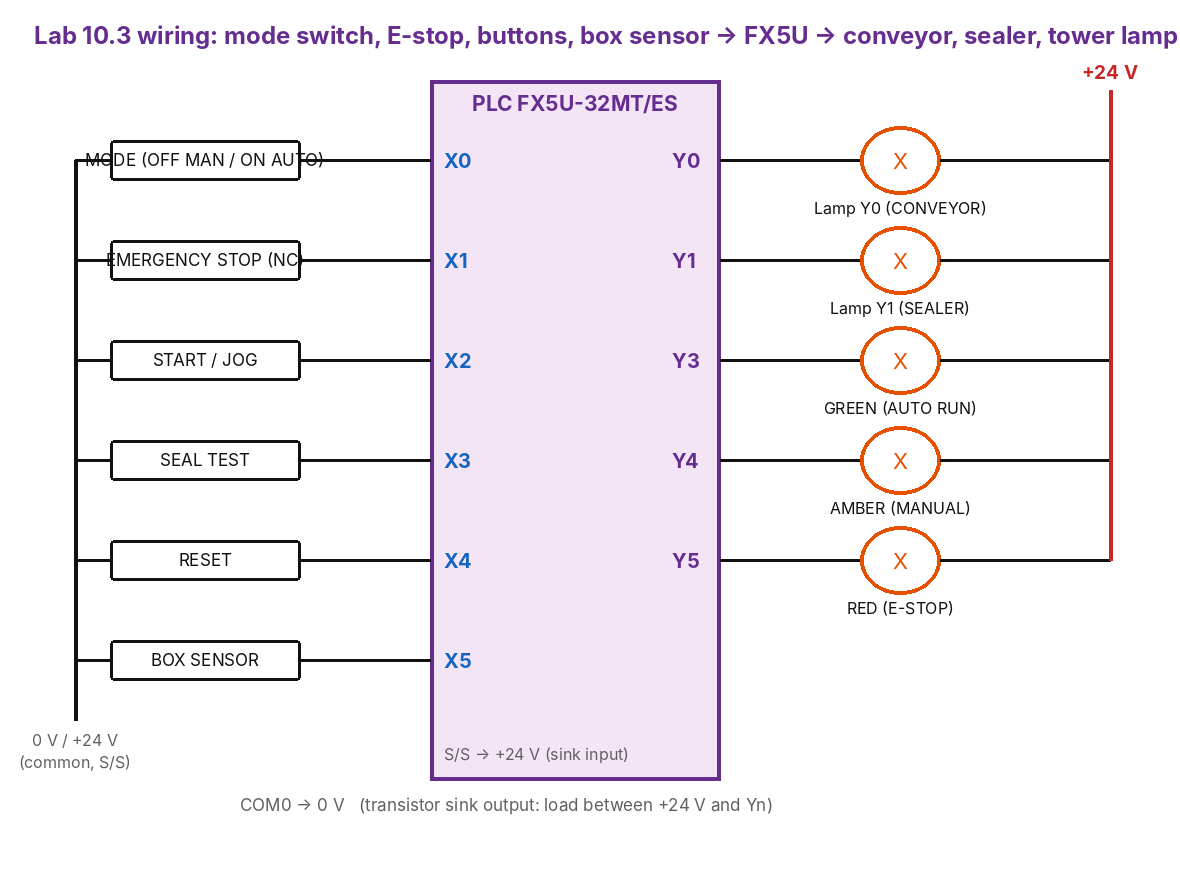 Lab 10.3 wiring: mode switch, E-stop, buttons, box sensor → FX5U → conveyor, sealer, tower lamp
+24 V
PLC FX5U-32MT/ES
MODE (OFF MAN / ON AUTO)
X0
Y0
X
Lamp Y0 (CONVEYOR)
EMERGENCY STOP (NC)
X1
Y1
X
Lamp Y1 (SEALER)
START / JOG
X2
Y3
X
GREEN (AUTO RUN)
SEAL TEST
X3
Y4
X
AMBER (MANUAL)
RESET
X4
Y5
X
RED (E-STOP)
BOX SENSOR
X5
0 V / +24 V
(common, S/S)
S/S → +24 V (sink input)
COM0 → 0 V (transistor sink output: load between +24 V and Yn)